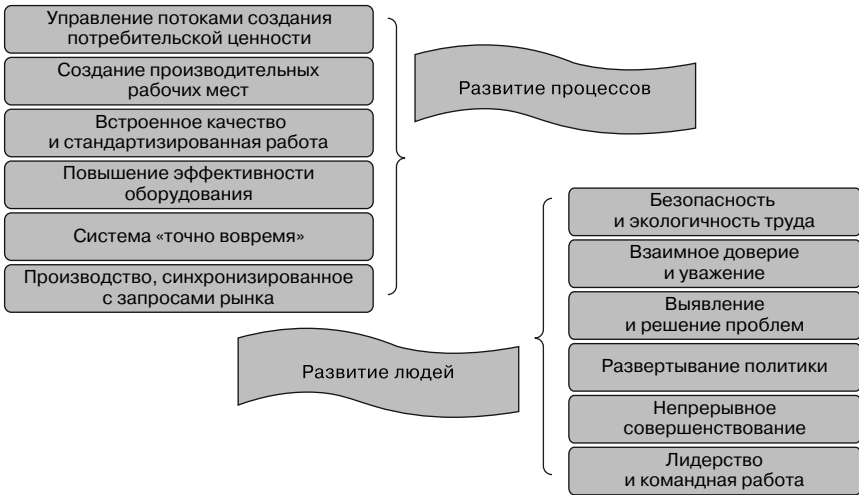 Управление потоками создания
потребительской ценности
Создание производительных
рабочих мест
Встроенное качество
и стандартизированная работа
Повышение эффективности
оборудования
Система «точно вовремя»
Производство, синхронизированное
с запросами рынка
Развитие процессов
Развитие людей
Безопасность
и экологичность труда
Взаимное доверие
и уважение
Выявление
и решение проблем
Развертывание политики
Непрерывное
совершенствование
Лидерство
и командная работа